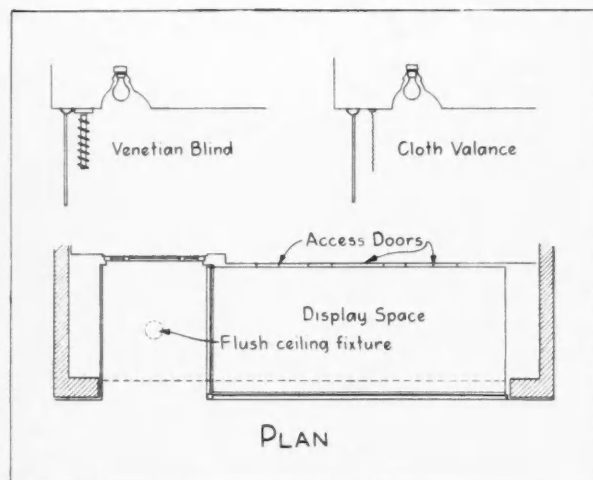 Venetian Blind
Cloth Valance
Access Doors
Display Space
Flush ceiling fixture
PLAN